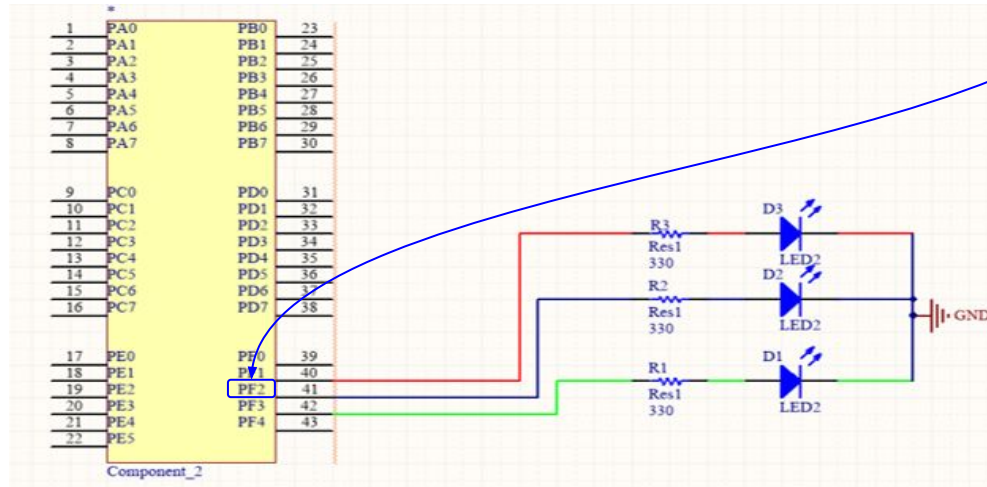 *
1 PA0 PB0 23
2 PA1 PB1 24
3 PA2 PB2 25
4 PA3 PB3 26
5 PA4 PB4 27
6 PA5 PB5 28
7 PA6 PB6 29
8 PA7 PB7 30
9 PC0 PD0 31
10 PC1 PD1 32
11 PC2 PD2 33
12 PC3 PD3 34
13 PC4 PD4 35
14 PC5 PD5 36
15 PC6 PD6 37
16 PC7 PD7 38
17 PE0 PF0 39
18 PE1 PF1 40
19 PE2 PF2 41
20 PE3 PF3 42
21 PE4 PF4 43
22 PE5
Component_2
R3
Res1
330
D3
LED2
R2
Res1
330
D2
LED2
R1
Res1
330
D1
LED2
GND